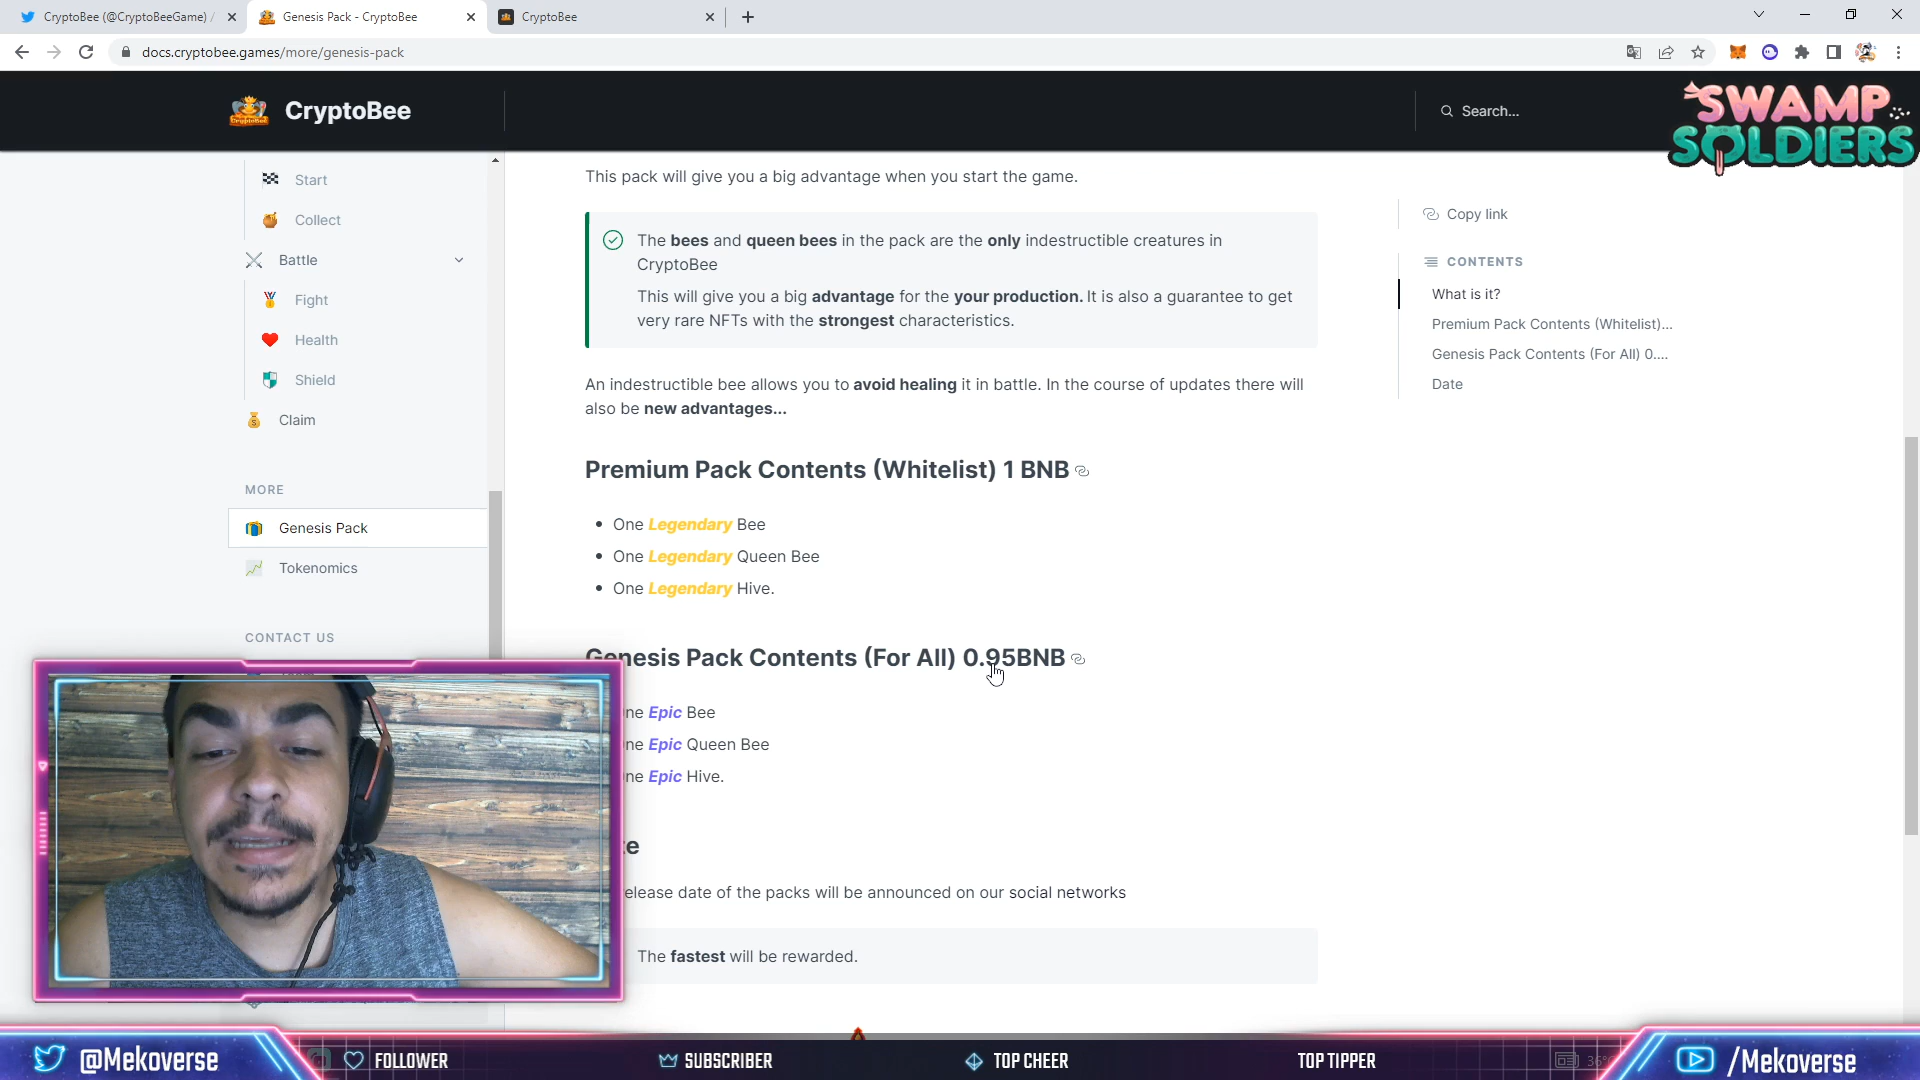 CryptoBee (@CryptoBeeGame) /
Genesis Pack - CryptoBee
CryptoBee
docs.cryptobee.games/more/genesis-pack
CryptoBee
Search...
SWAMP
SOLDIERS
Start
Collect
Battle
Fight
Health
Shield
Claim
MORE
Genesis Pack
Tokenomics
CONTACT US
This pack will give you a big advantage when you start the game.
The bees and queen bees in the pack are the only indestructible creatures in
CryptoBee
This will give you a big advantage for the your production. It is also a guarantee to get
very rare NFTs with the strongest characteristics.
An indestructible bee allows you to avoid healing it in battle. In the course of updates there will
also be new advantages...
Premium Pack Contents (Whitelist) 1 BNB
One Legendary Bee
One Legendary Queen Bee
One Legendary Hive.
Genesis Pack Contents (For All) 0.95BNB
ne Epic Bee
ne Epic Queen Bee
ne Epic Hive.
te
elease date of the packs will be announced on our social networks
The fastest will be rewarded.
Copy link
CONTENTS
What is it?
Premium Pack Contents (Whitelist)...
Genesis Pack Contents (For All) 0....
Date
@Mekoverse
FOLLOWER
SUBSCRIBER
TOP CHEER
TOP TIPPER
36°
/Mekoverse